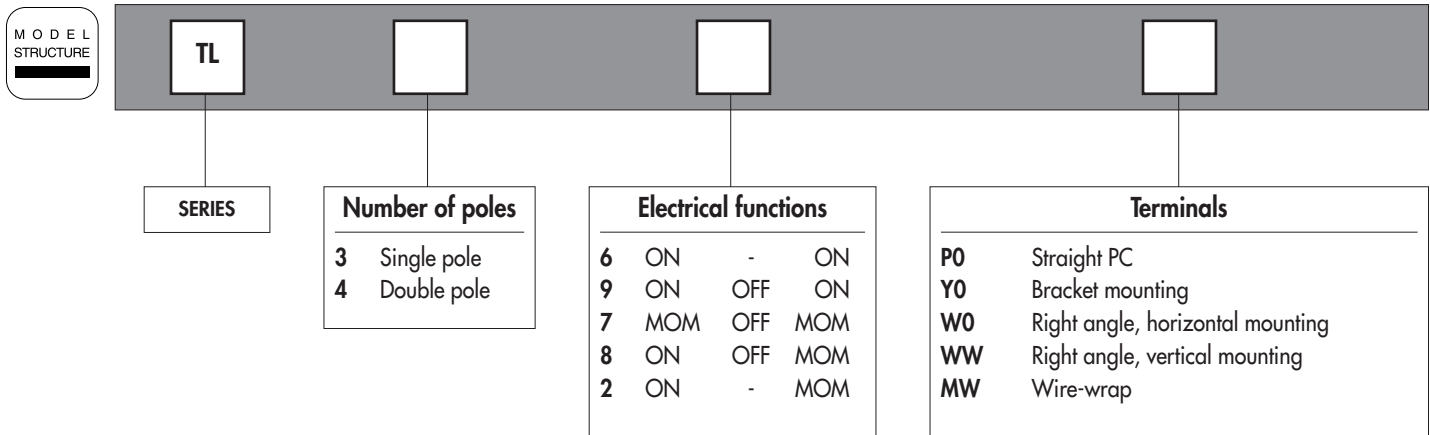 MODEL
STRUCTURE
TL
SERIES
Number of poles
3 Single pole
4 Double pole
Electrical functions
6 ON - ON
9 ON OFF ON
7 MOM OFF MOM
8 ON OFF MOM
2 ON - MOM
Terminals
P0 Straight PC
Y0 Bracket mounting
W0 Right angle, horizontal mounting
WW Right angle, vertical mounting
MW Wire-wrap